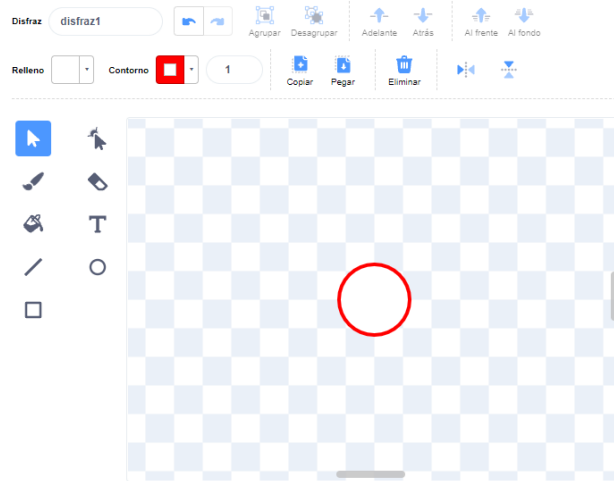 Disfraz disfraz1
Agrupar Desagrupar Adelante Atrás Al frente Al fondo
Relleno Contorno 1
Copiar Pegar Eliminar
T